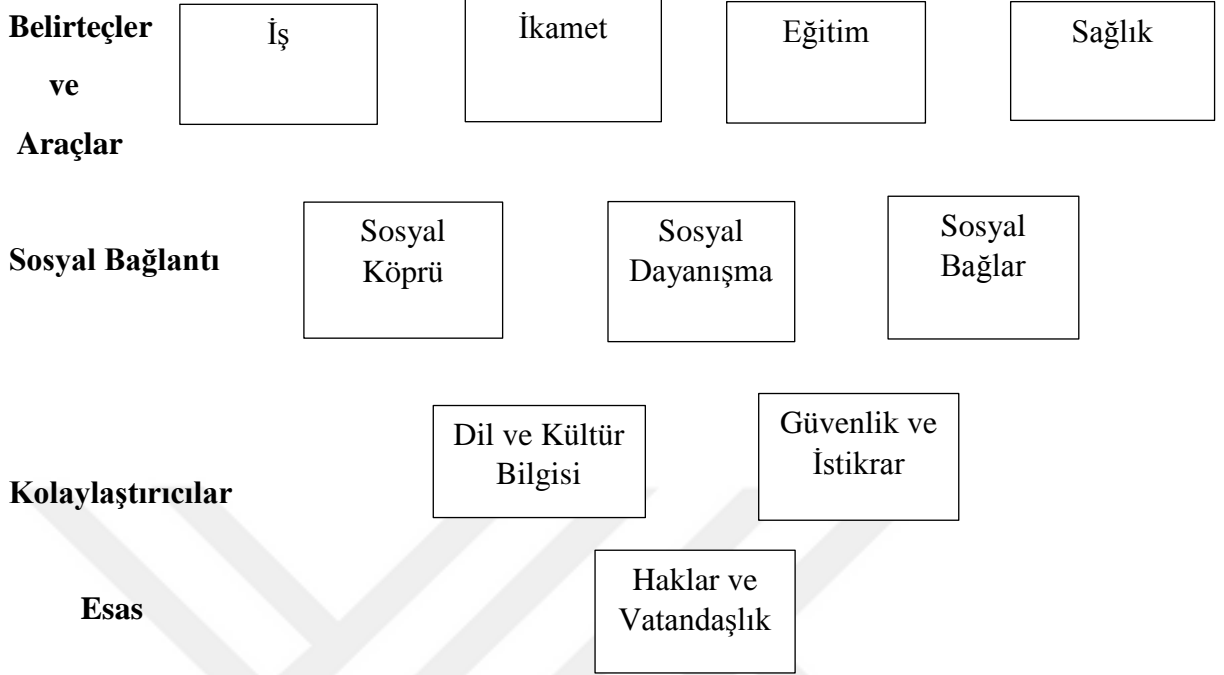 Belirteçler
ve
Araçlar
İş
İkamet
Eğitim
Sağlık
Sosyal Bağlantı
Sosyal
Köprü
Sosyal
Dayanışma
Sosyal
Bağlar
Kolaylaştırıcılar
Dil ve Kültür
Bilgisi
Güvenlik ve
İstikrar
Esas
Haklar ve
Vatandaşlık